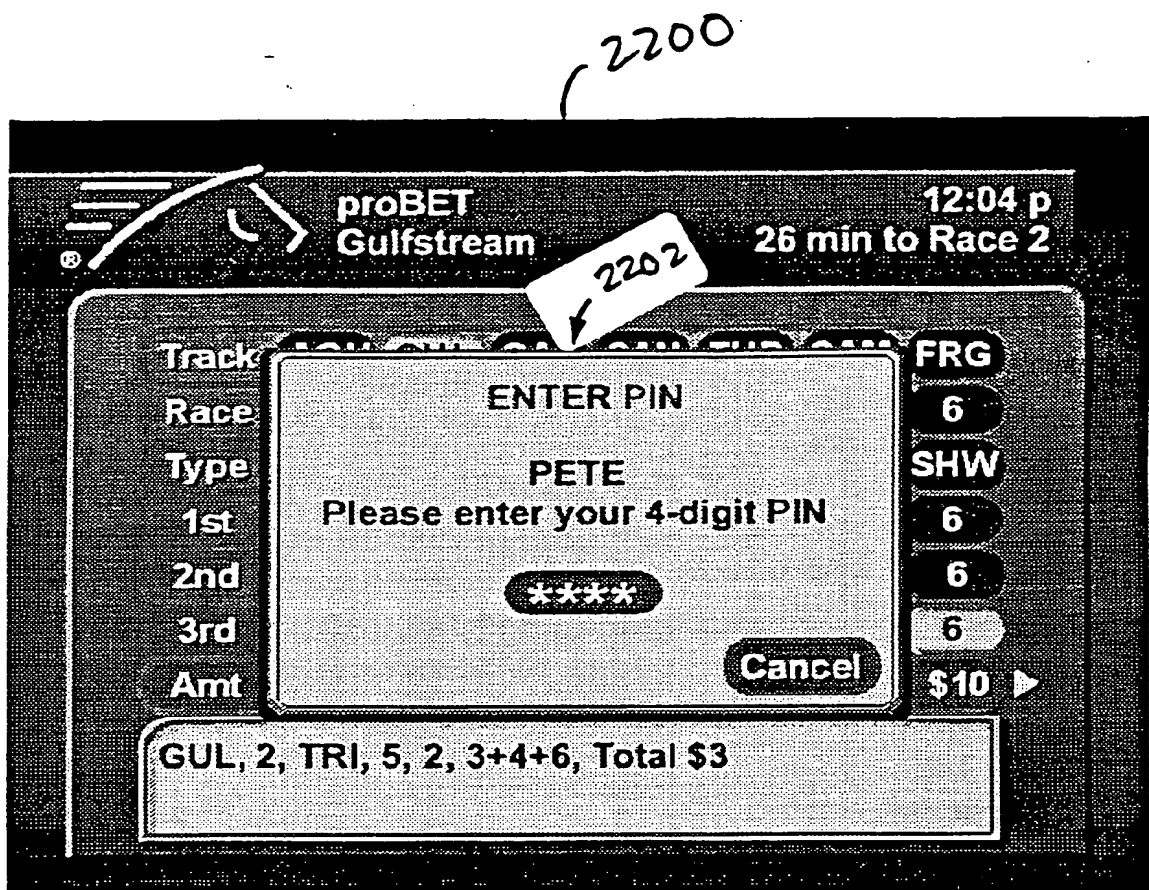 2200
proBET
Gulfstream
12:04 p
26 min to Race 2
®
2202
Track FRG
Race 6
Type SHW
1st 6
2nd 6
3rd 6
Amt $10
ENTER PIN
PETE
Please enter your 4-digit PIN
****
Cancel
GUL, 2, TRI, 5, 2, 3+4+6, Total $3